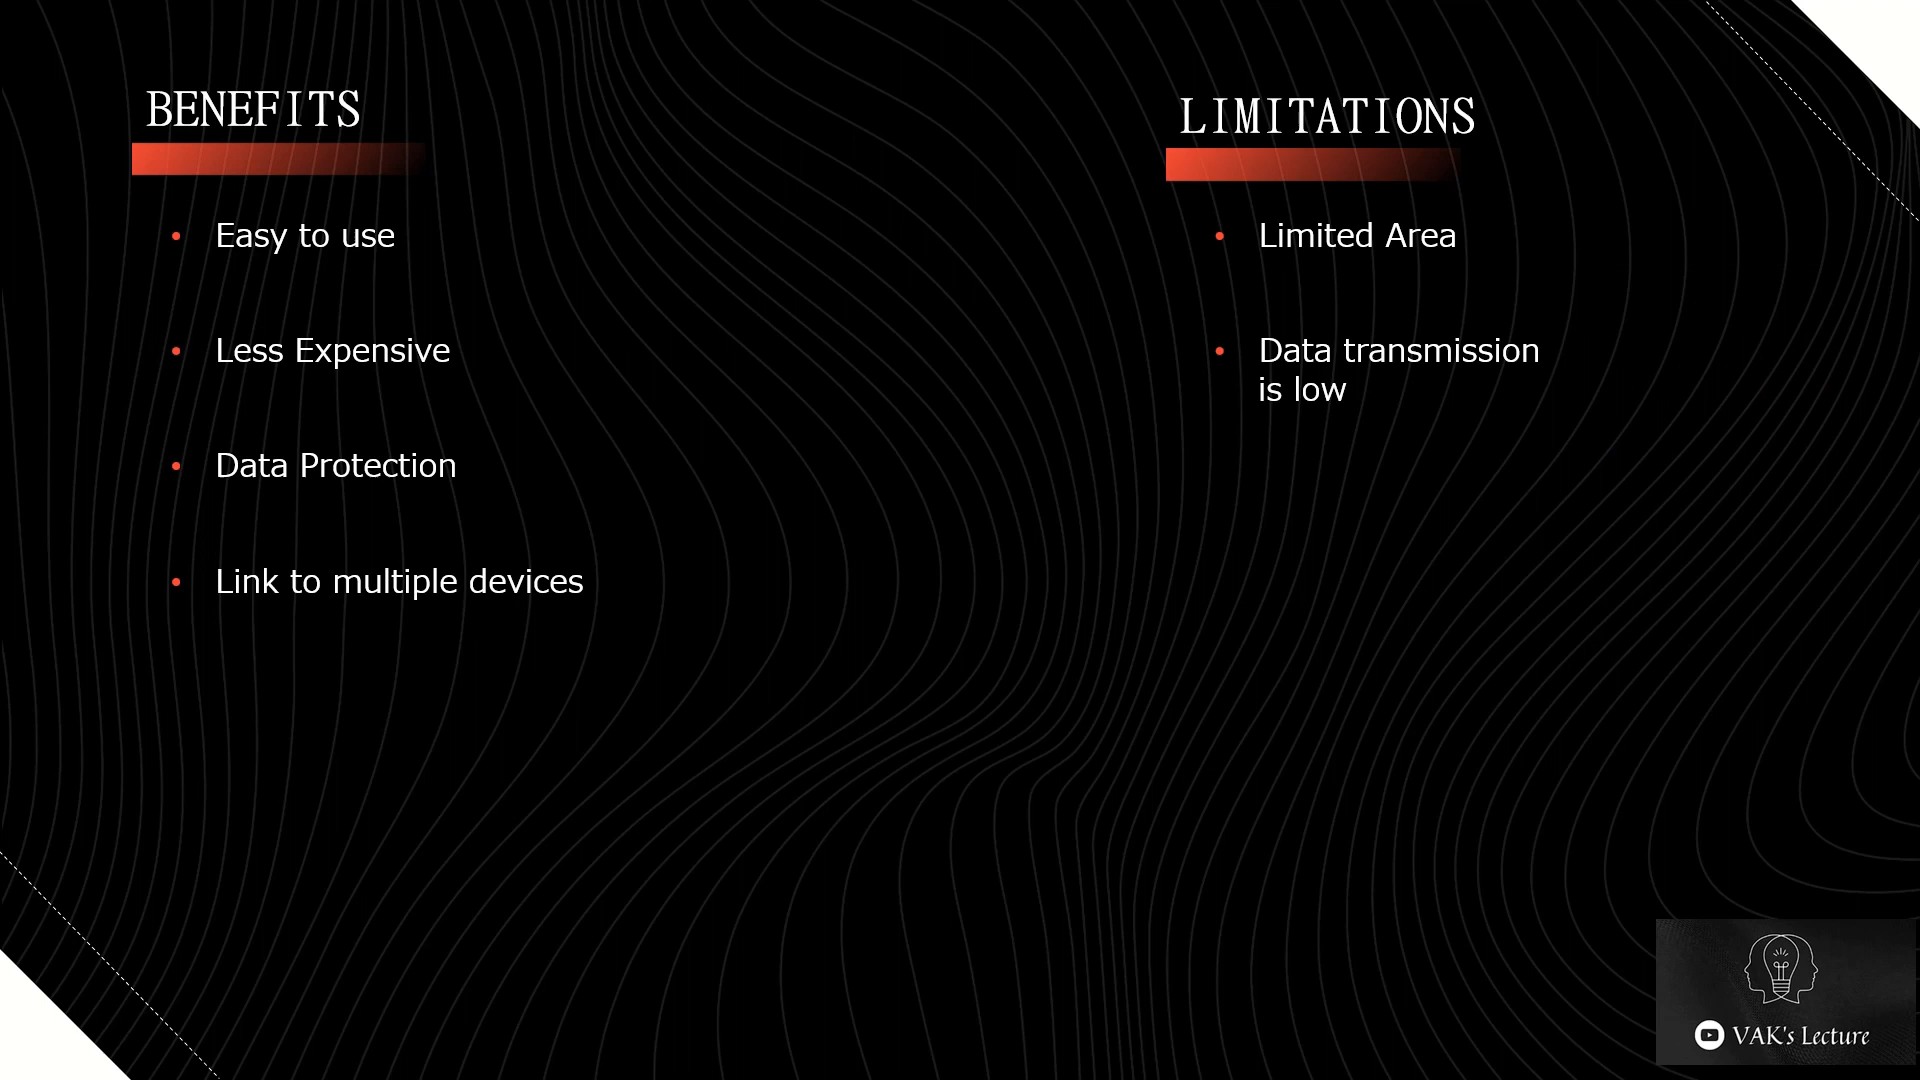 BENEFITS
Easy to use
Less Expensive
Data Protection
Link to multiple devices
LIMITATIONS
Limited Area
Data transmission
is low
VAK's Lecture